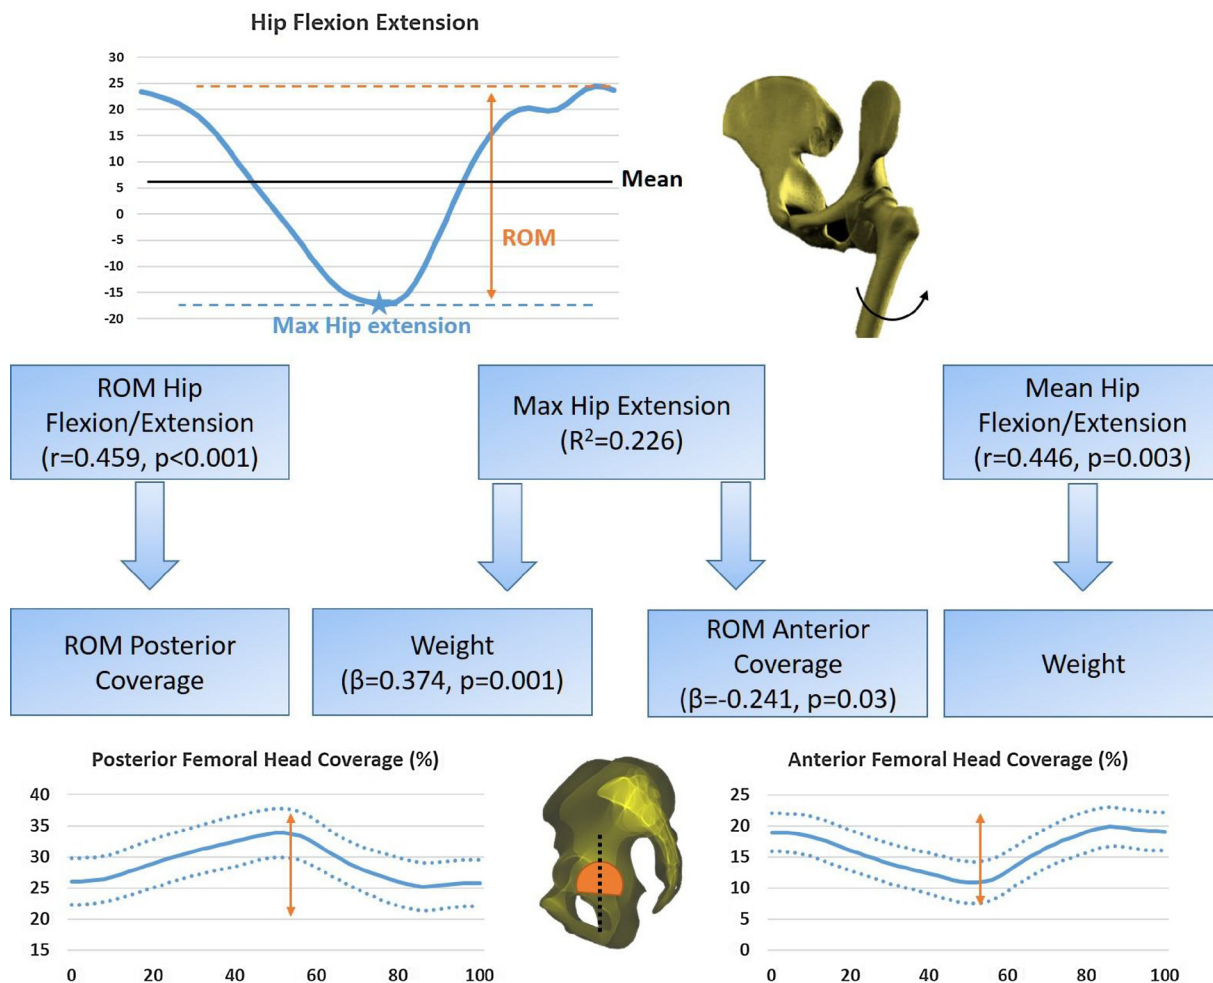 Hip Flexion Extension
30
25
20
15
10
5
0
-5
-10
-15
-20
Mean
ROM
Max Hip extension
ROM Hip
Flexion/Extension
(r=0.459, p<0.001)
Max Hip Extension
(R²=0.226)
Mean Hip
Flexion/Extension
(r=0.446, p=0.003)
ROM Posterior
Coverage
Weight
(β=0.374, p=0.001)
ROM Anterior
Coverage
(β=-0.241, p=0.03)
Weight
Posterior Femoral Head Coverage (%)
40
35
30
25
20
15
0 20 40 60 80 100
Anterior Femoral Head Coverage (%)
25
20
15
10
5
0
0 20 40 60 80 100